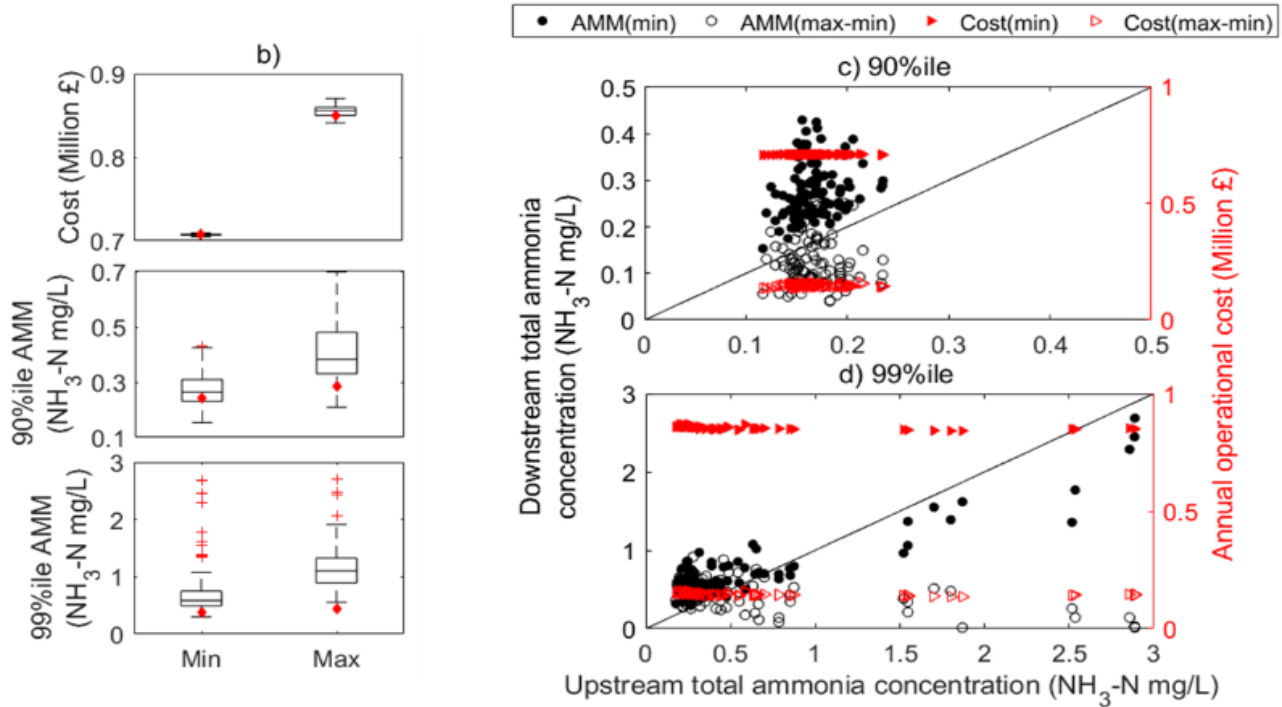 AMM(min) AMM(max-min) Cost(min) Cost(max-min)
b)
Cost (Million £)
0.9
0.8
0.7
90%ile AMM
(NH3-N mg/L)
0.7
0.5
0.3
0.1
99%ile AMM
(NH3-N mg/L)
3
2
1
0
Min Max
c) 90%ile
Downstream total ammonia
concentration (NH3-N mg/L)
0.5
0.4
0.3
0.2
0.1
0
0 0.1 0.2 0.3 0.4 0.5
1
0.5
0
Annual operational cost (Million £)
d) 99%ile
3
2
1
0
0 0.5 1 1.5 2 2.5 3
1
0.5
0
Upstream total ammonia concentration (NH3-N mg/L)